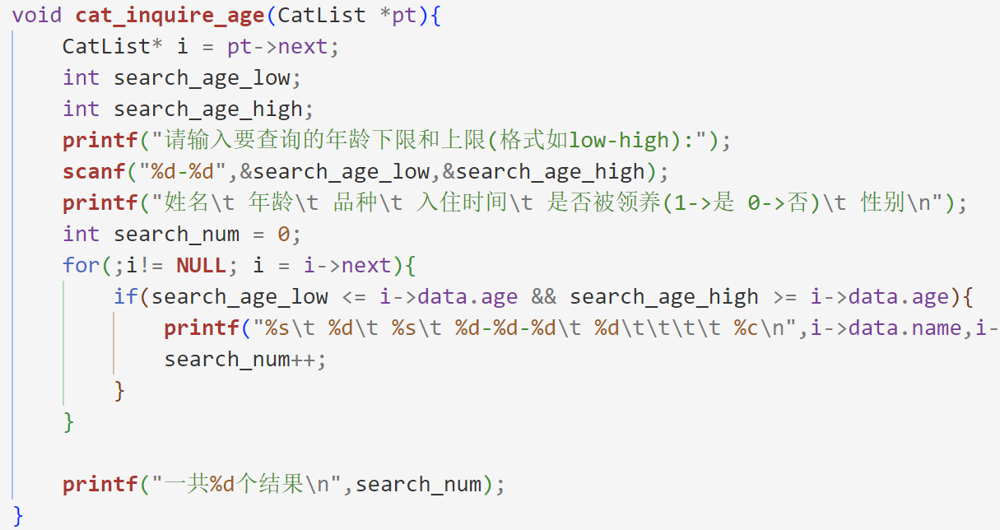 void cat_inquire_age(CatList *pt){
    CatList* i = pt->next;
    int search_age_low;
    int search_age_high;
    printf("请输入要查询的年龄下限和上限(格式如low-high):");
    scanf("%d-%d",&search_age_low,&search_age_high);
    printf("姓名\t 年龄\t 品种\t 入住时间\t 是否被领养(1->是 0->否)\t 性别\n");
    int search_num = 0;
    for(;i!= NULL; i = i->next){
        if(search_age_low <= i->data.age && search_age_high >= i->data.age){
            printf("%s\t %d\t %s\t %d-%d-%d\t %d\t\t\t\t %c\n",i->data.name,i-
            search_num++;
        }
    }
    printf("一共%d个结果\n",search_num);
}